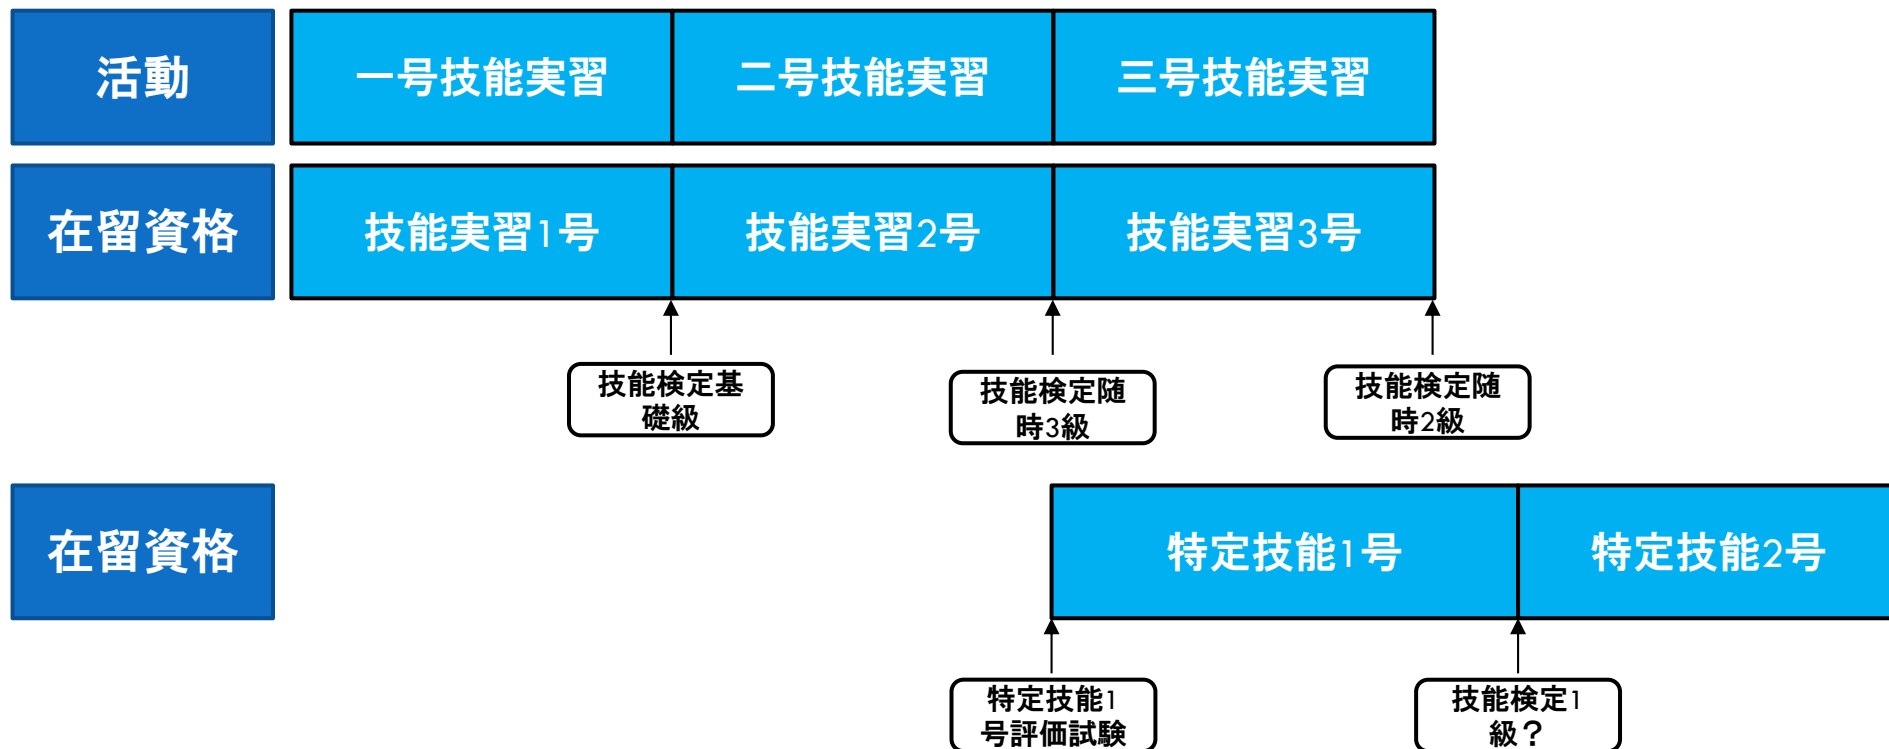 活動
一号技能実習
二号技能実習
三号技能実習
在留資格
技能実習1号
技能実習2号
技能実習3号
技能検定基
礎級
技能検定随
時3級
技能検定随
時2級
在留資格
特定技能1号
特定技能2号
特定技能1
号評価試験
技能検定1
級？